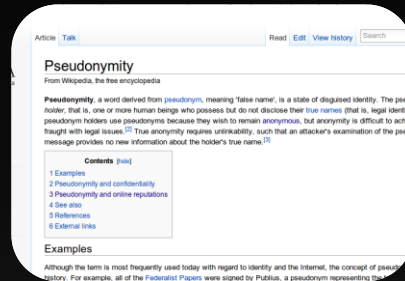 Article Talk Read Edit View history Search
Pseudonymity
From Wikipedia, the free encyclopedia
Pseudonymity, a word derived from pseudonym, meaning 'false name', is a state of disguised identity. The
holder, that is, one or more human beings who possess but do not disclose their true names (that is, legal
pseudonym holders use pseudonyms because they wish to remain anonymous, but anonymity is difficult to
fraught with legal issues.[2] True anonymity requires unlinkability, such that an attacker's examination of the
message provides no new information about the holder's true name.[3]
Contents [hide]
1 Examples
2 Pseudonymity and confidentiality
3 Pseudonymity and online reputations
4 See also
5 References
6 External links
Examples
Although the term is most frequently used today with regard to identity and the Internet, the concept of
history. For example, all of the Federalist Papers were signed by Publius, a pseudonym representing the